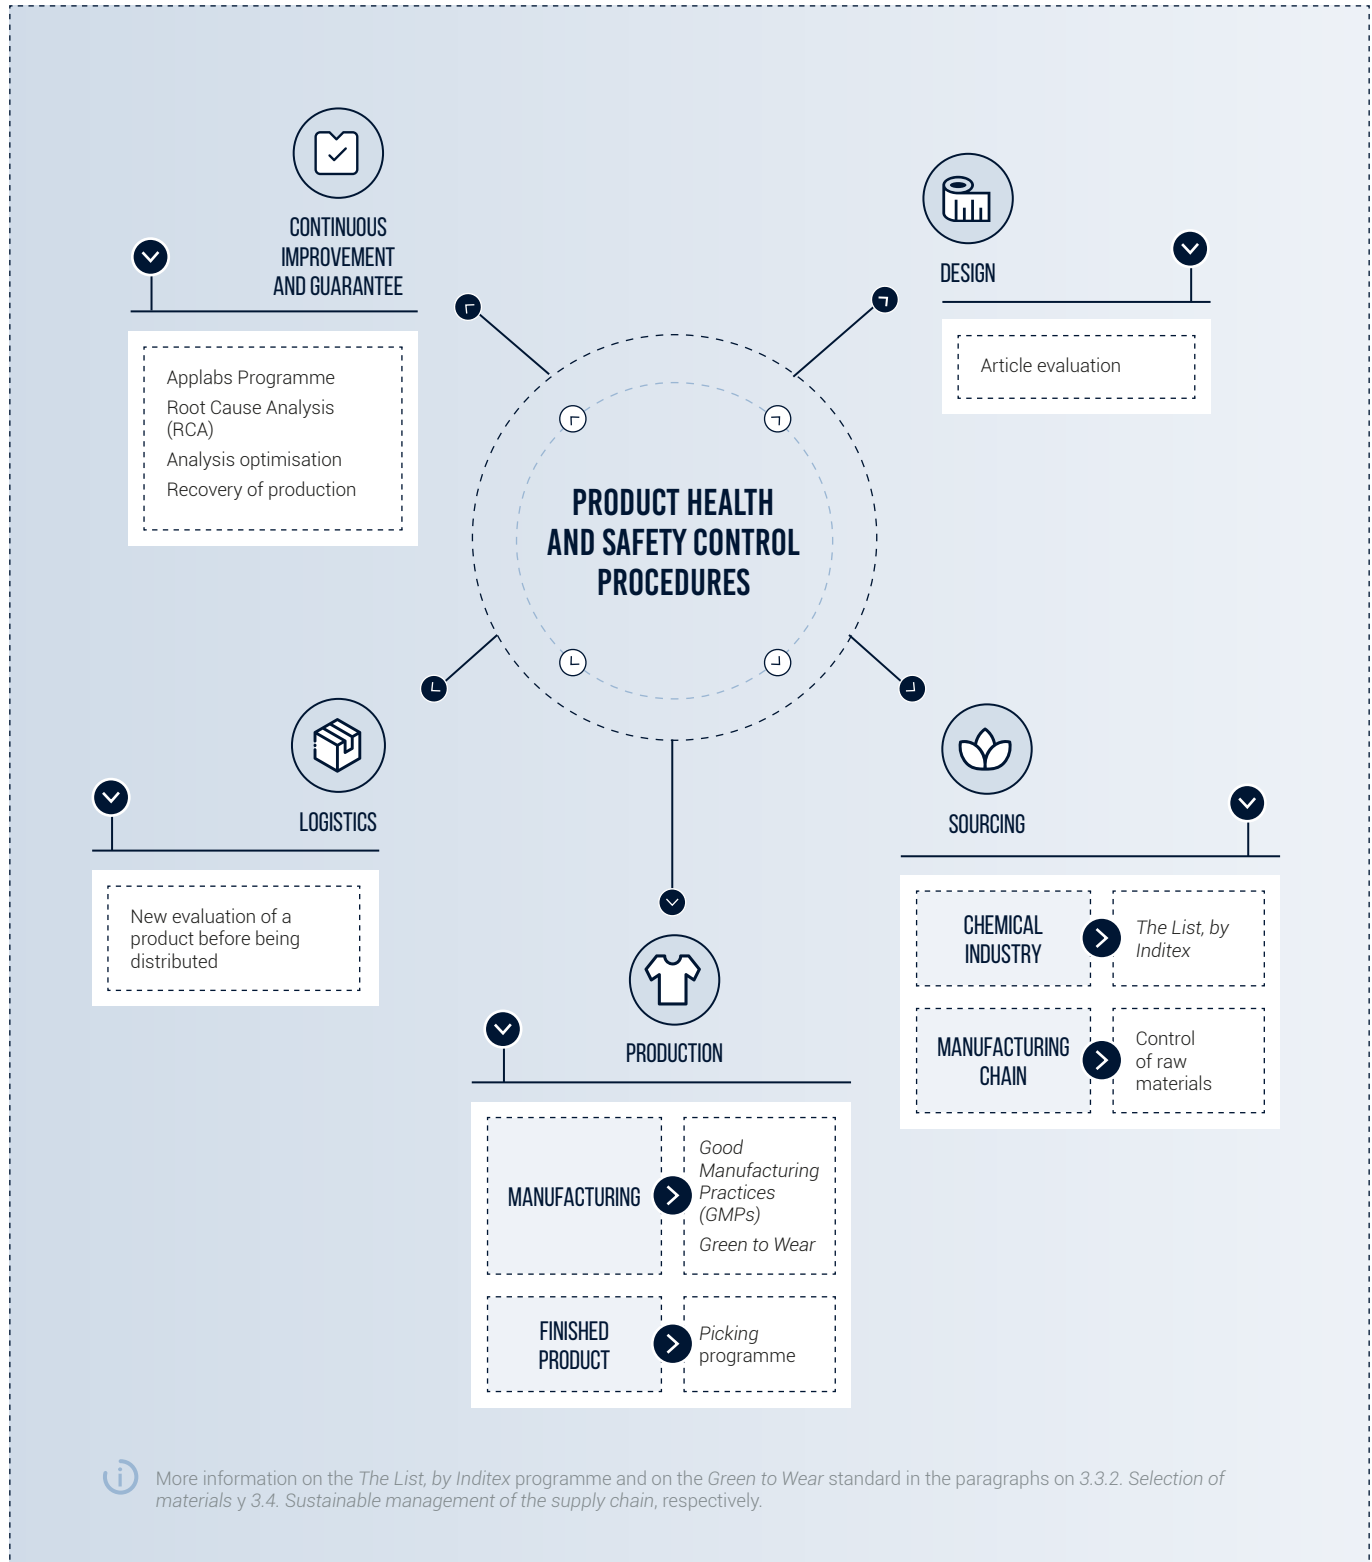 CONTINUOUS
IMPROVEMENT
AND GUARANTEE
Applabs Programme
Root Cause Analysis
(RCA)
Analysis optimisation
Recovery of production
DESIGN
Article evaluation
PRODUCT HEALTH
AND SAFETY CONTROL
PROCEDURES
LOGISTICS
New evaluation of a
product before being
distributed
SOURCING
CHEMICAL
INDUSTRY
The List, by
Inditex
MANUFACTURING
CHAIN
Control
of raw
materials
PRODUCTION
MANUFACTURING
Good
Manufacturing
Practices
(GMPs)
Green to Wear
FINISHED
PRODUCT
Picking
programme
More information on the The List, by Inditex programme and on the Green to Wear standard in the paragraphs on 3.3.2. Selection of
materials y 3.4. Sustainable management of the supply chain, respectively.